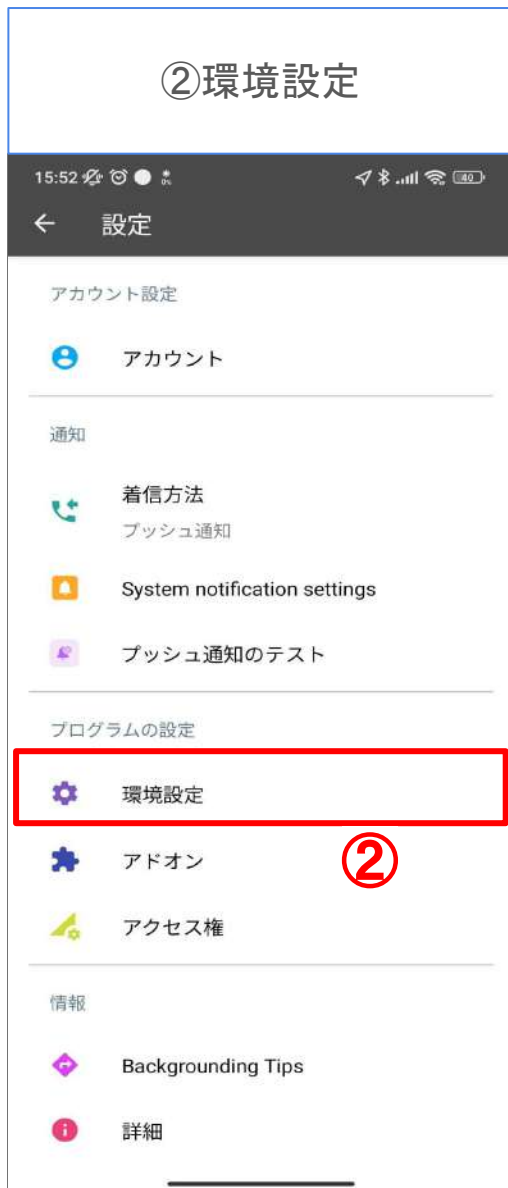 ②環境設定
15:52
40
設定
アカウント設定
アカウント
通知
着信方法
プッシュ通知
System notification settings
プッシュ通知のテスト
プログラムの設定
環境設定
②
アドオン
アクセス権
情報
Backgrounding Tips
詳細